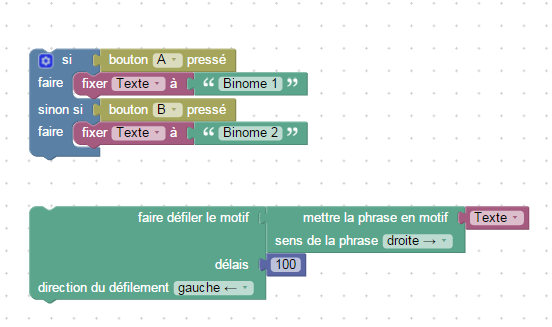 si bouton A pressé
faire fixer Texte à “ Binome 1 ”
sinon si bouton B pressé
faire fixer Texte à “ Binome 2 ”
faire défiler le motif mettre la phrase en motif Texte
sens de la phrase droite →
délais 100
direction du défilement gauche ←